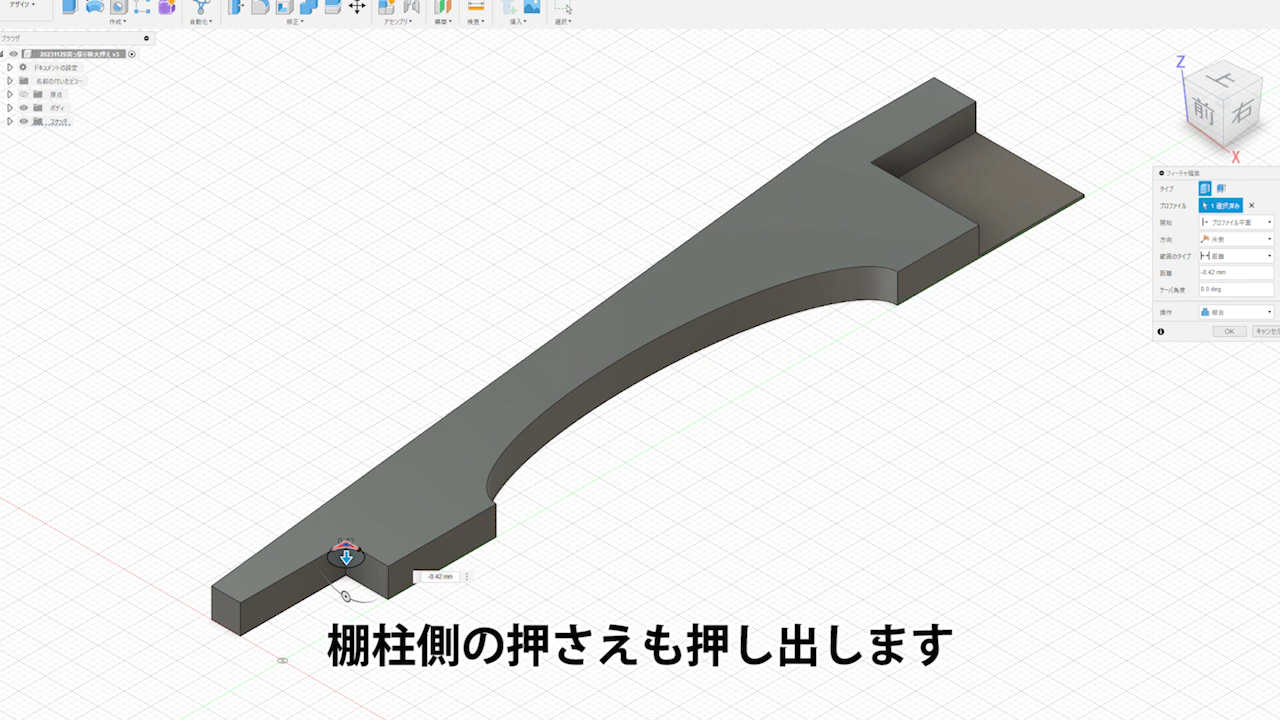 デザイン
作成
自動化
修正
アセンブリ
構築
検査
挿入
選択
ブラウザ
ドキュメントの設定
名前の付いたビュー
原点
ボディ
スケッチ
Z
上
前
右
X
フィーチャ編集
タイプ
プロファイル 1 選択済み
開始 プロファイル平面
方向 片側
範囲のタイプ 距離
距離 -0.42 mm
テーパ角度 0.0 deg
操作 結合
OK キャンセル
-0.42 mm
棚柱側の押さえも押し出します